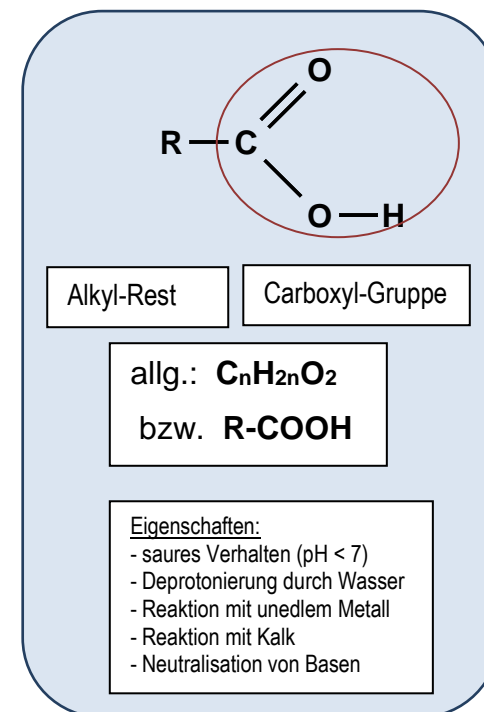 O
R C
O H
Alkyl-Rest
Carboxyl-Gruppe
allg.: CnH2nO2
bzw. R-COOH
Eigenschaften:
- saures Verhalten (pH < 7)
- Deprotonierung durch Wasser
- Reaktion mit unedlem Metall
- Reaktion mit Kalk
- Neutralisation von Basen